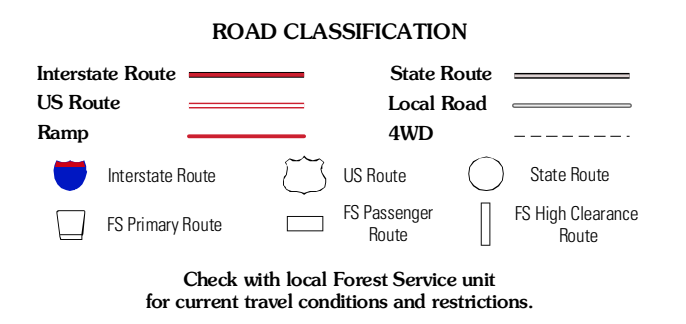 ROAD CLASSIFICATION
Interstate Route
State Route
US Route
Local Road
Ramp
4WD
Interstate Route
US Route
State Route
FS Primary Route
FS Passenger
Route
FS High Clearance
Route
Check with local Forest Service unit
for current travel conditions and restrictions.